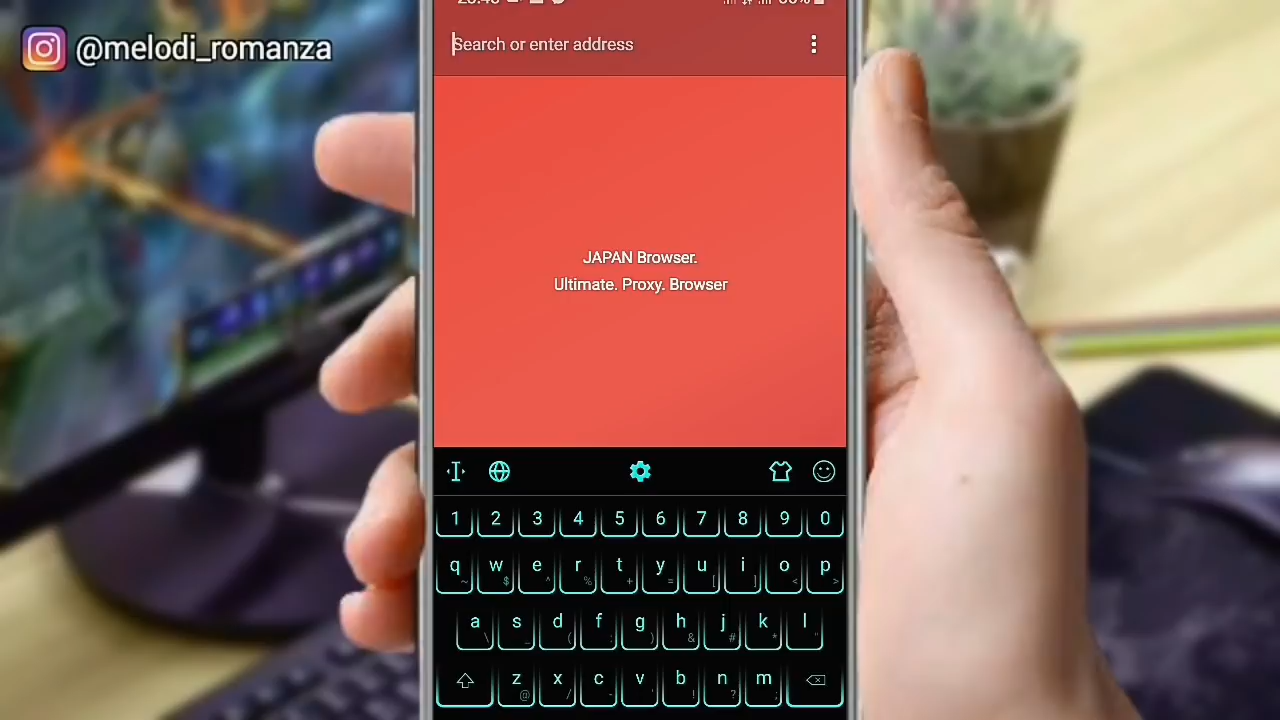 @melodi_romanza
Search or enter address
JAPAN Browser.
Ultimate. Proxy. Browser
1 2 3 4 5 6 7 8 9 0
q w e r t y u i o p
~ $ ^ % + = [ ] < >
a s d f g h j k l
\ _ ( : ) & # * "
z x c v b n m
@ / - ' ! ? ;